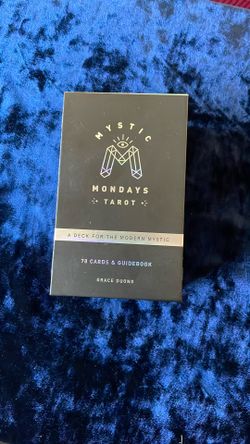 MYSTIC
MONDAYS
TAROT
A DECK FOR THE MODERN MYSTIC
78 CARDS & GUIDEBOOK
GRACE DUONG